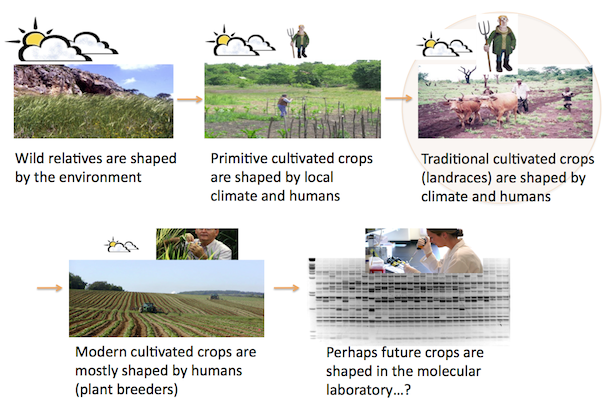 Wild relatives are shaped
by the environment
Primitive cultivated crops
are shaped by local
climate and humans
Traditional cultivated crops
(landraces) are shaped by
climate and humans
Modern cultivated crops are
mostly shaped by humans
(plant breeders)
Perhaps future crops are
shaped in the molecular
laboratory…?